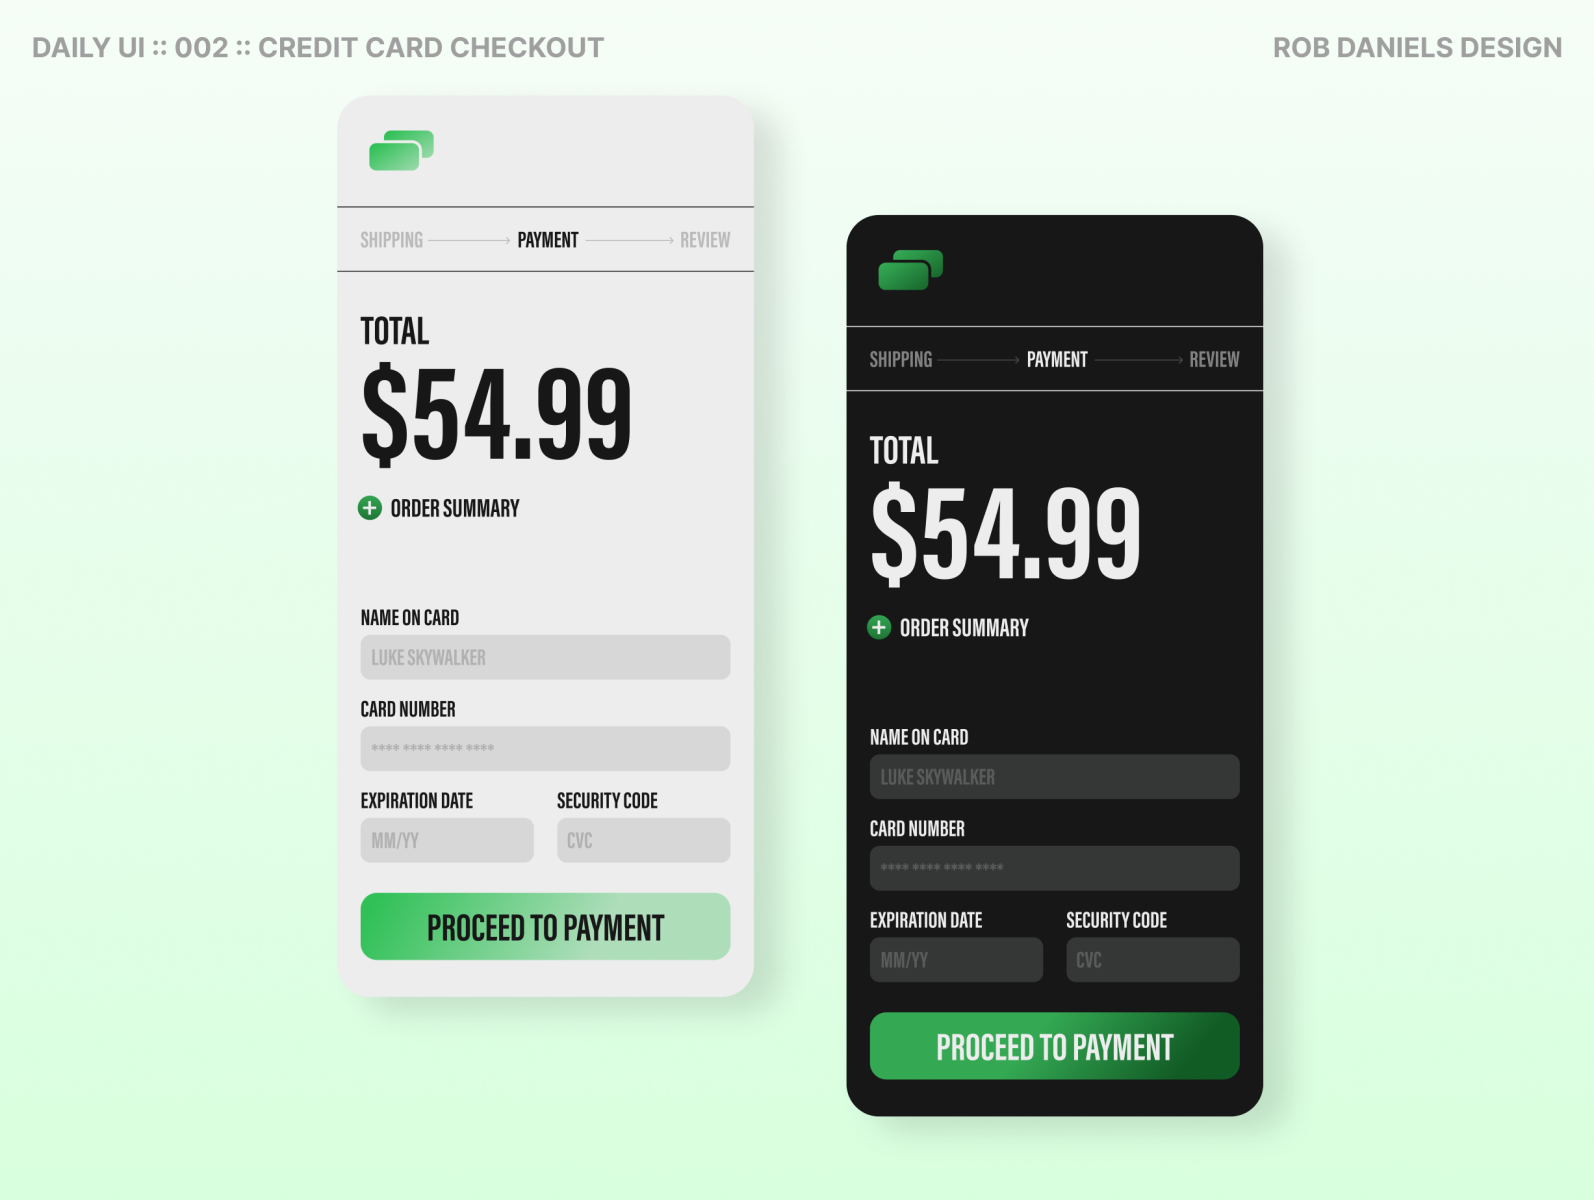 DAILY UI :: 002 :: CREDIT CARD CHECKOUT
ROB DANIELS DESIGN
SHIPPING PAYMENT REVIEW
TOTAL
$54.99
ORDER SUMMARY
NAME ON CARD
LUKE SKYWALKER
CARD NUMBER
**** **** **** ****
EXPIRATION DATE SECURITY CODE
MM/YY CVC
PROCEED TO PAYMENT
SHIPPING PAYMENT REVIEW
TOTAL
$54.99
ORDER SUMMARY
NAME ON CARD
LUKE SKYWALKER
CARD NUMBER
**** **** **** ****
EXPIRATION DATE SECURITY CODE
MM/YY CVC
PROCEED TO PAYMENT